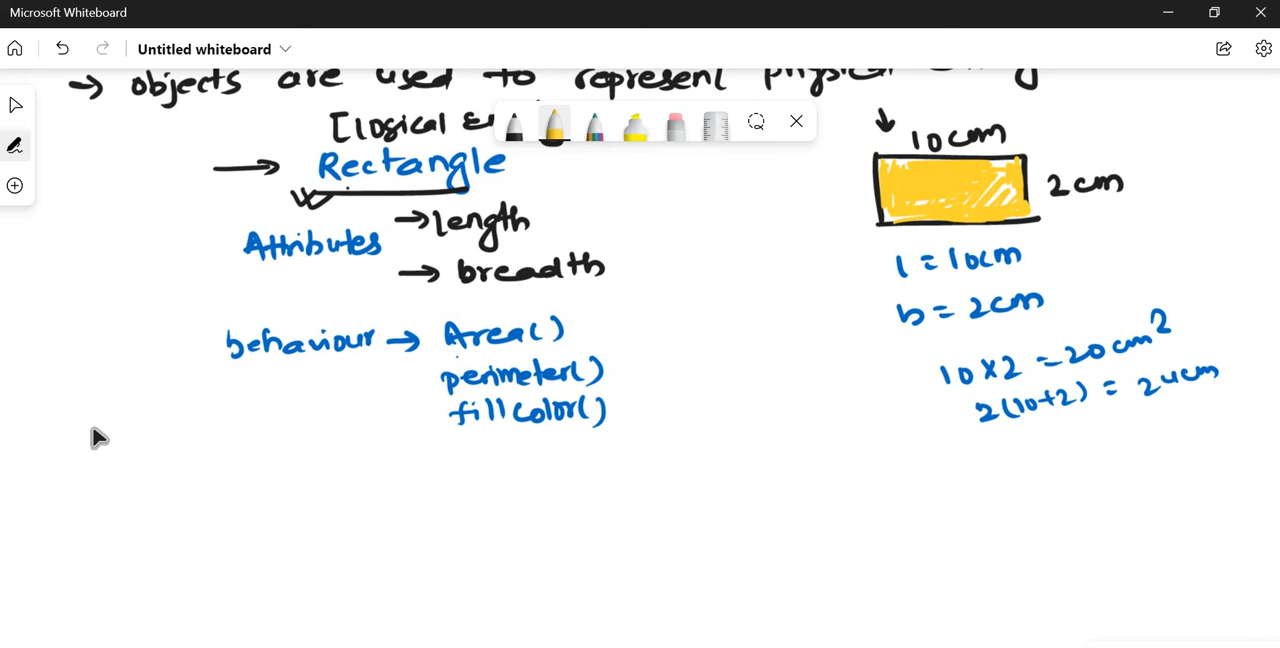 Microsoft Whiteboard
Untitled whiteboard
→ objects are used to represent physical
[Logical
→ Rectangle
Attributes → length
→ breadth
behaviour → Area()
perimeter()
fillcolor()
10cm
2cm
l = 10cm
b = 2cm
10 x 2 = 20 cm²
2(10+2) = 24cm